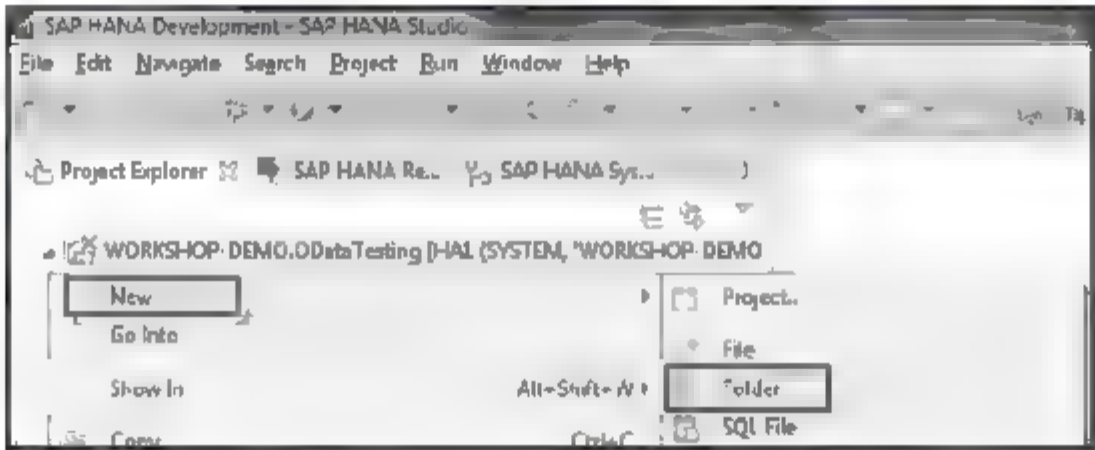 SAP HANA Development - SAP HANA Studio
File Edit Navigate Search Project Run Window Help
Project Explorer SAP HANA Re... SAP HANA Sys...
WORKSHOP-DEMO.ODataTesting [HA1 (SYSTEM, "WORKSHOP-DEMO
New
Project...
Go Into
File
Show In Alt+Shift+W
Folder
Copy Ctrl+C
SQL File